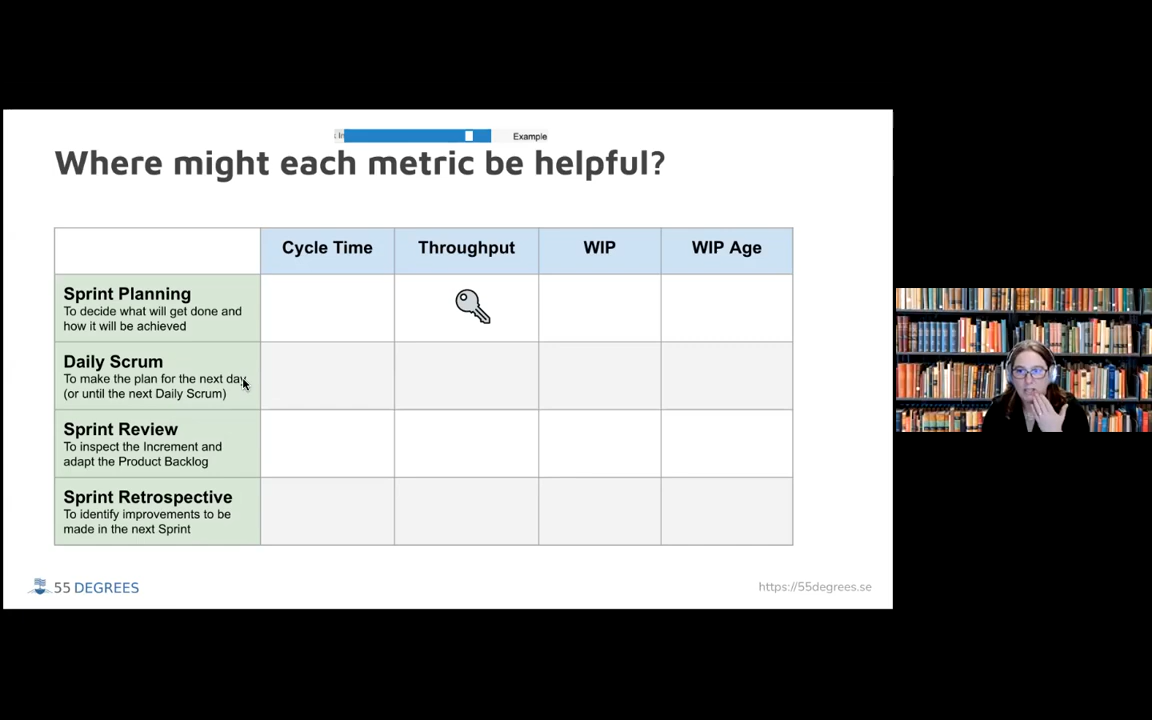 Example
Where might each metric be helpful?
Cycle Time Throughput WIP WIP Age
Sprint Planning
To decide what will get done and
how it will be achieved
Daily Scrum
To make the plan for the next day
(or until the next Daily Scrum)
Sprint Review
To inspect the Increment and
adapt the Product Backlog
Sprint Retrospective
To identify improvements to be
made in the next Sprint
55 DEGREES
https://55degrees.se